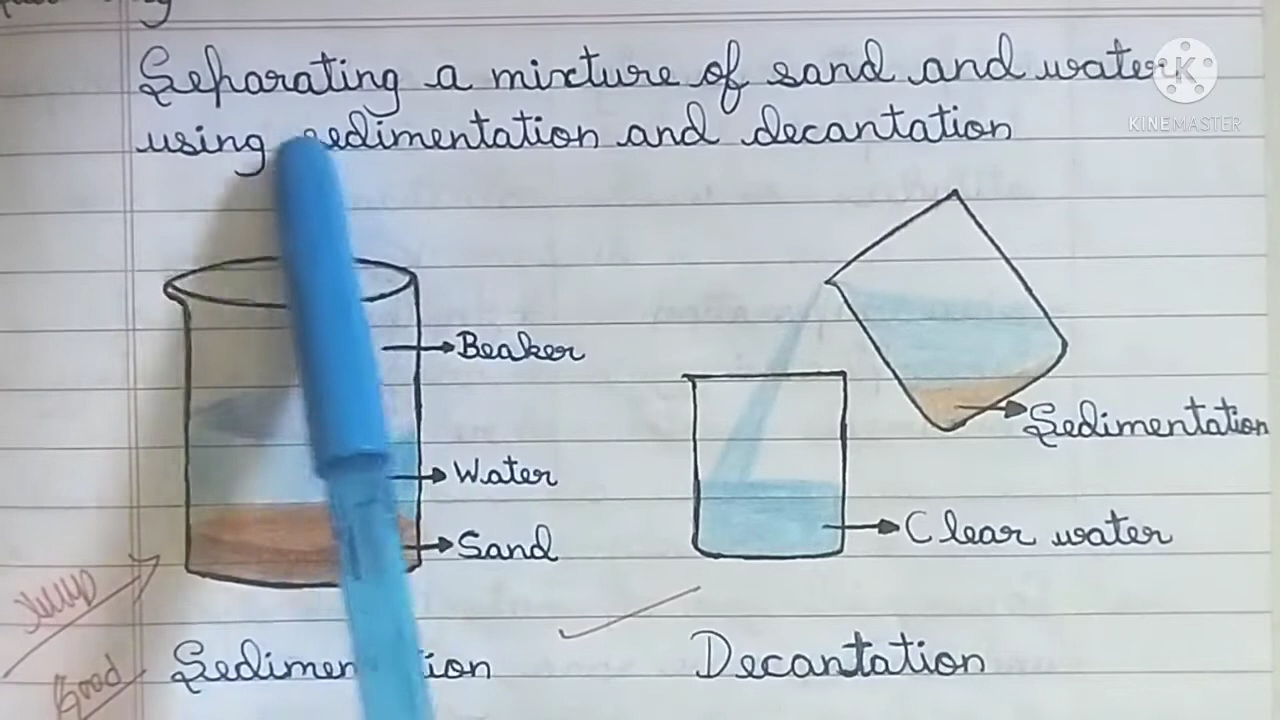 Separating a mixture of sand and water
using sedimentation and decantation
Beaker
Water
Sand
Sedimentation
Clear water
Decantation
Good
KINEMASTER